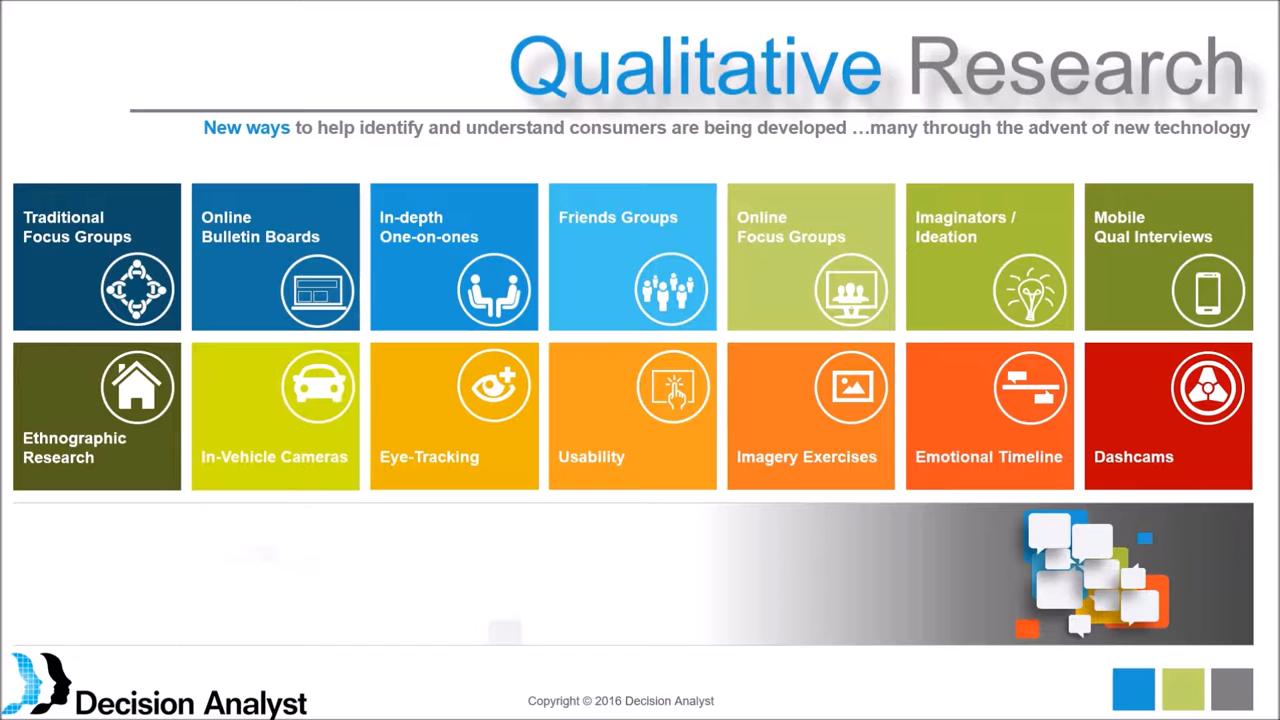 Qualitative Research
New ways to help identify and understand consumers are being developed …many through the advent of new technology
Traditional
Focus Groups
Online
Bulletin Boards
In-depth
One-on-ones
Friends Groups
Online
Focus Groups
Imaginators /
Ideation
Mobile
Qual Interviews
Ethnographic
Research
In-Vehicle Cameras
Eye-Tracking
Usability
Imagery Exercises
Emotional Timeline
Dashcams
Decision Analyst
Copyright © 2016 Decision Analyst